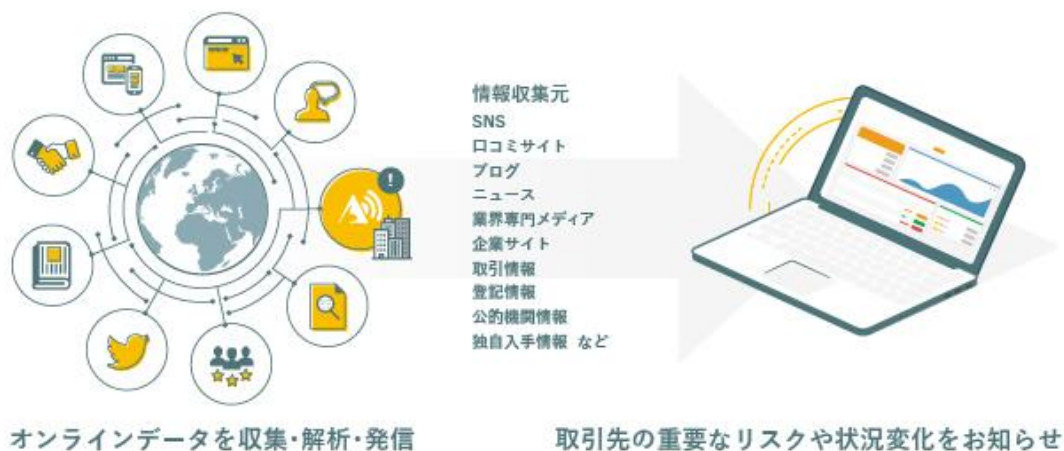 情報収集元
SNS
口コミサイト
ブログ
ニュース
業界専門メディア
企業サイト
取引情報
登記情報
公的機関情報
独自入手情報 など
オンラインデータを収集・解析・発信
取引先の重要なリスクや状況変化をお知らせ